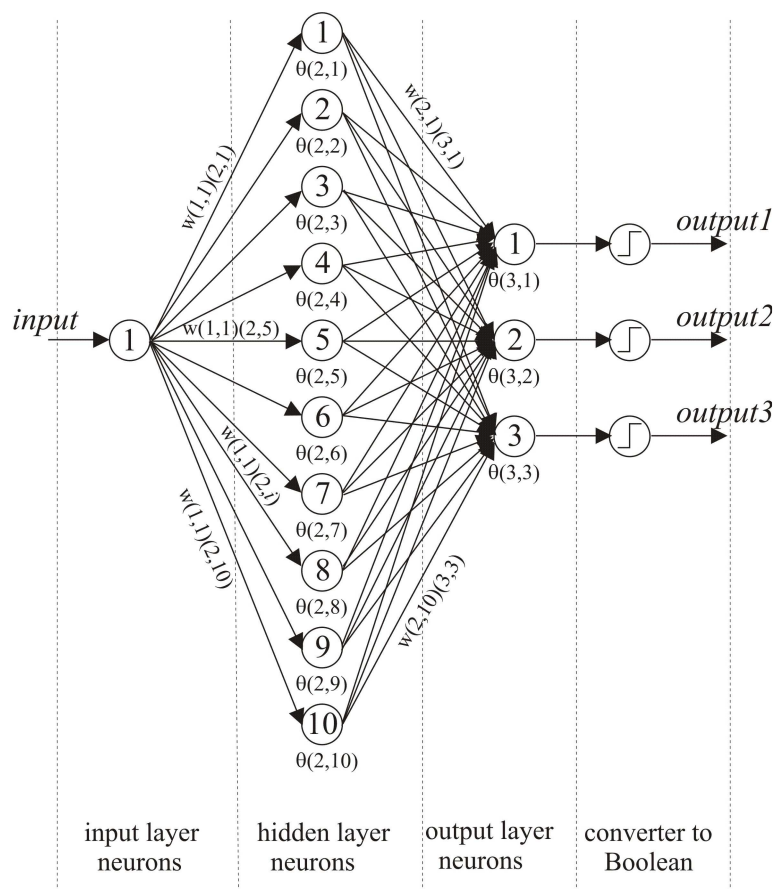 input
1
w(1,1)(2,1)
w(1,1)(2,5)
w(1,1)(2,i)
w(1,1)(2,10)
1
θ(2,1)
2
θ(2,2)
3
θ(2,3)
4
θ(2,4)
5
θ(2,5)
6
θ(2,6)
7
θ(2,7)
8
θ(2,8)
9
θ(2,9)
10
θ(2,10)
w(2,1)(3,1)
w(2,10)(3,3)
1
θ(3,1)
2
θ(3,2)
3
θ(3,3)
output1
output2
output3
input layer
neurons
hidden layer
neurons
output layer
neurons
converter to
Boolean